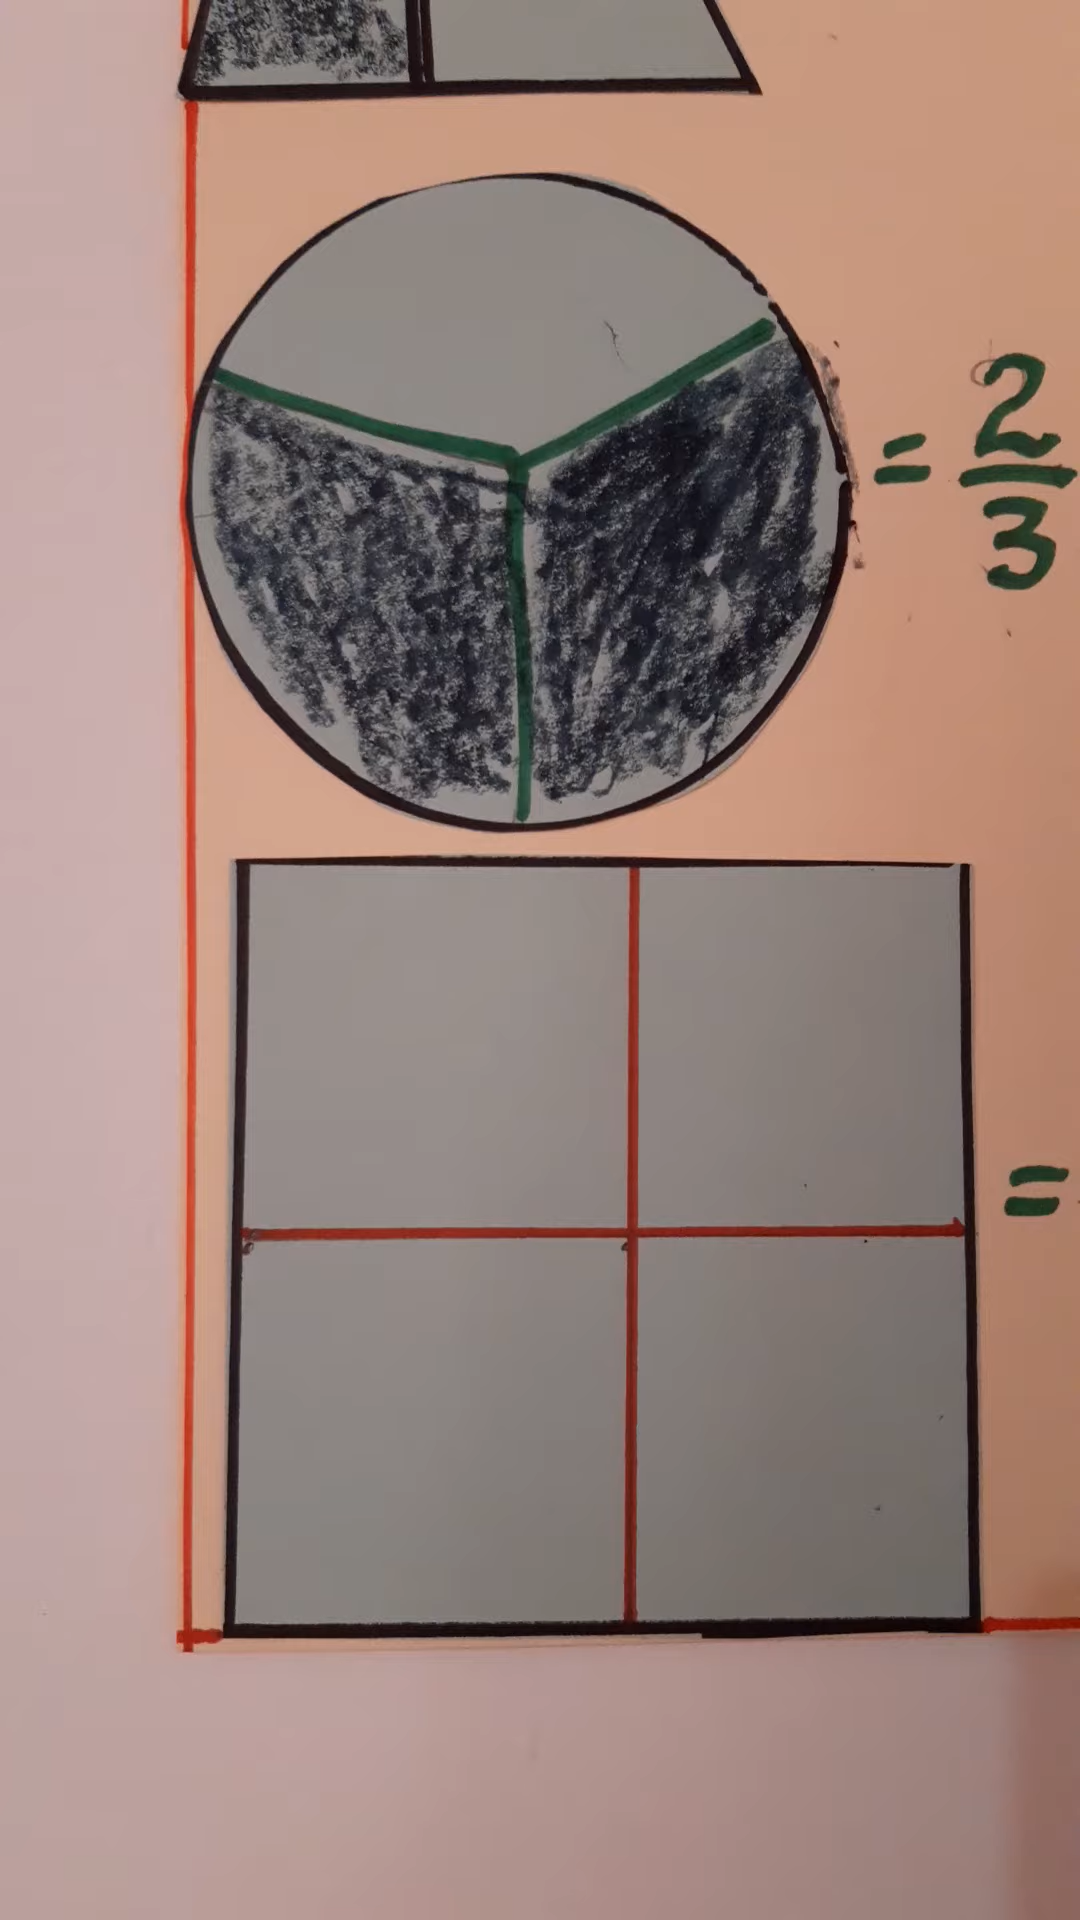 = 2/3
=